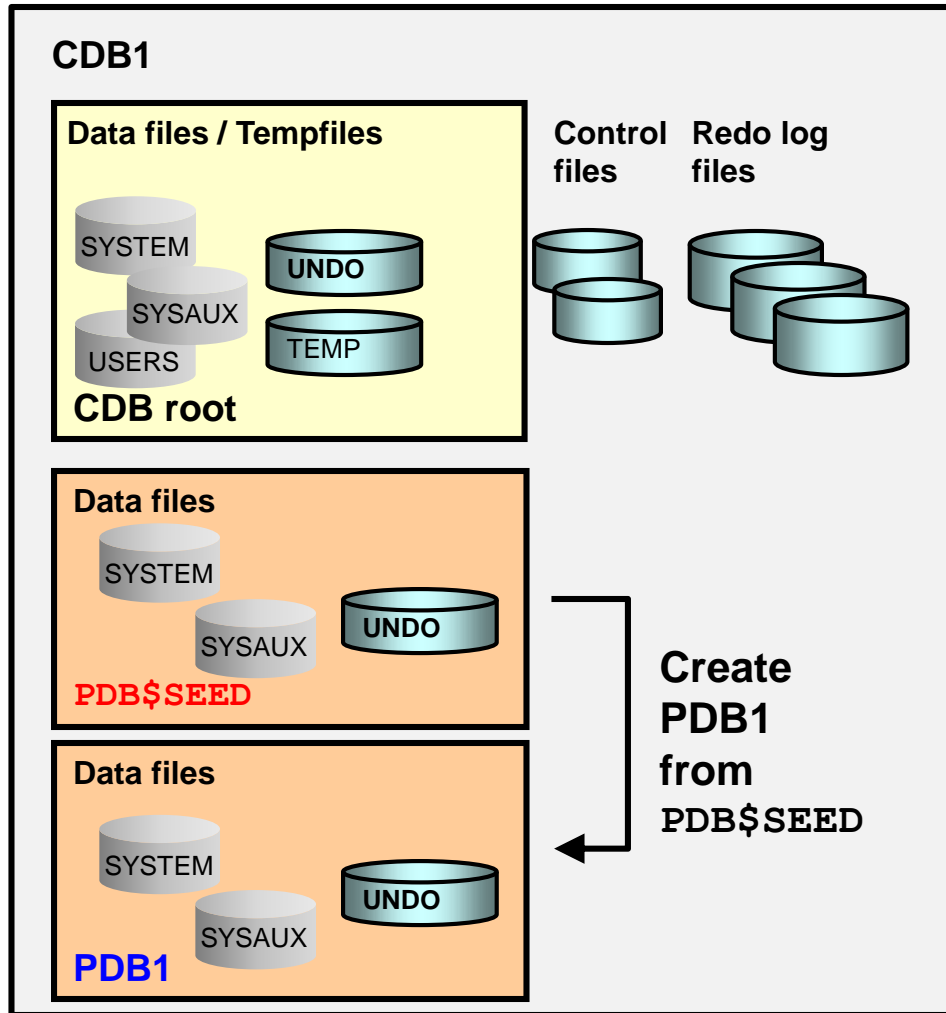 CDB1
Data files / Tempfiles
SYSTEM
SYSAUX
USERS
UNDO
TEMP
CDB root
Control
files
Redo log
files
Data files
SYSTEM
SYSAUX
UNDO
PDB$SEED
Data files
SYSTEM
SYSAUX
UNDO
PDB1
Create
PDB1
from
PDB$SEED